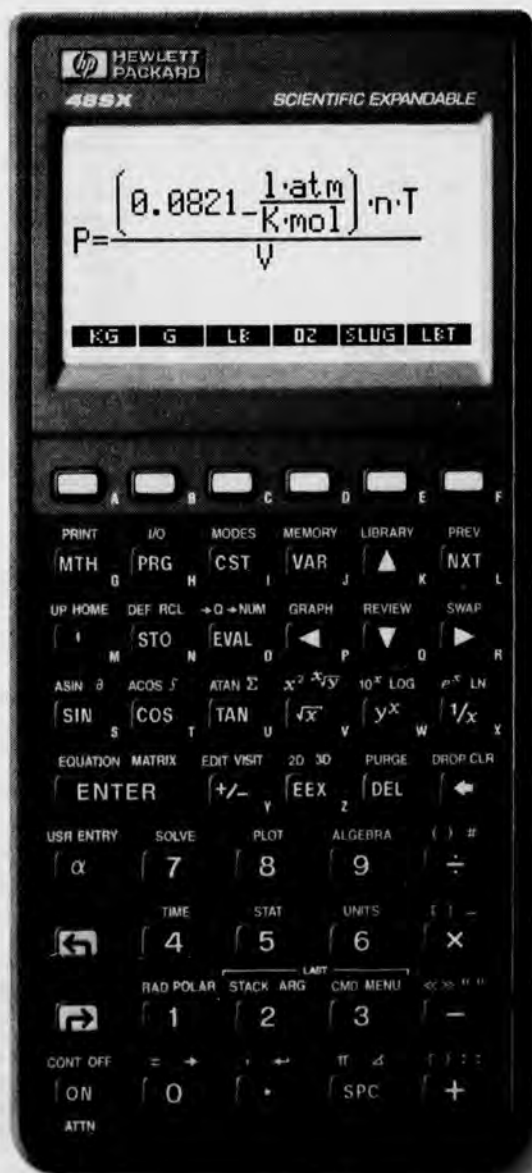 hp HEWLETT
PACKARD
48SX SCIENTIFIC EXPANDABLE
P=(0.0821_l·atm/K·mol)·n·T/V
KG G LB OZ SLUG LBT
A B C D E F
PRINT I/O MODES MEMORY LIBRARY PREV
MTH G PRG H CST I VAR J ▲ K NXT L
UP HOME DEF RCL →Q →NUM GRAPH REVIEW SWAP
' M STO N EVAL O ◀ P ▼ Q ▶ R
ASIN ∂ ACOS ∫ ATAN Σ x² ˣ√y 10ˣ LOG eˣ LN
SIN S COS T TAN U √x V yˣ W 1/x X
EQUATION MATRIX EDIT VISIT 2D 3D PURGE DROP CLR
ENTER +/− Y EEX Z DEL ⬅
USR ENTRY SOLVE PLOT ALGEBRA ( ) #
α 7 8 9 ÷
TIME STAT UNITS [ ] _
4 5 6 ×
LAST
RAD POLAR STACK ARG CMD MENU « » " "
1 2 3 −
CONT OFF = → , ↵ π ∡ { } : :
ON 0 · SPC +
ATTN